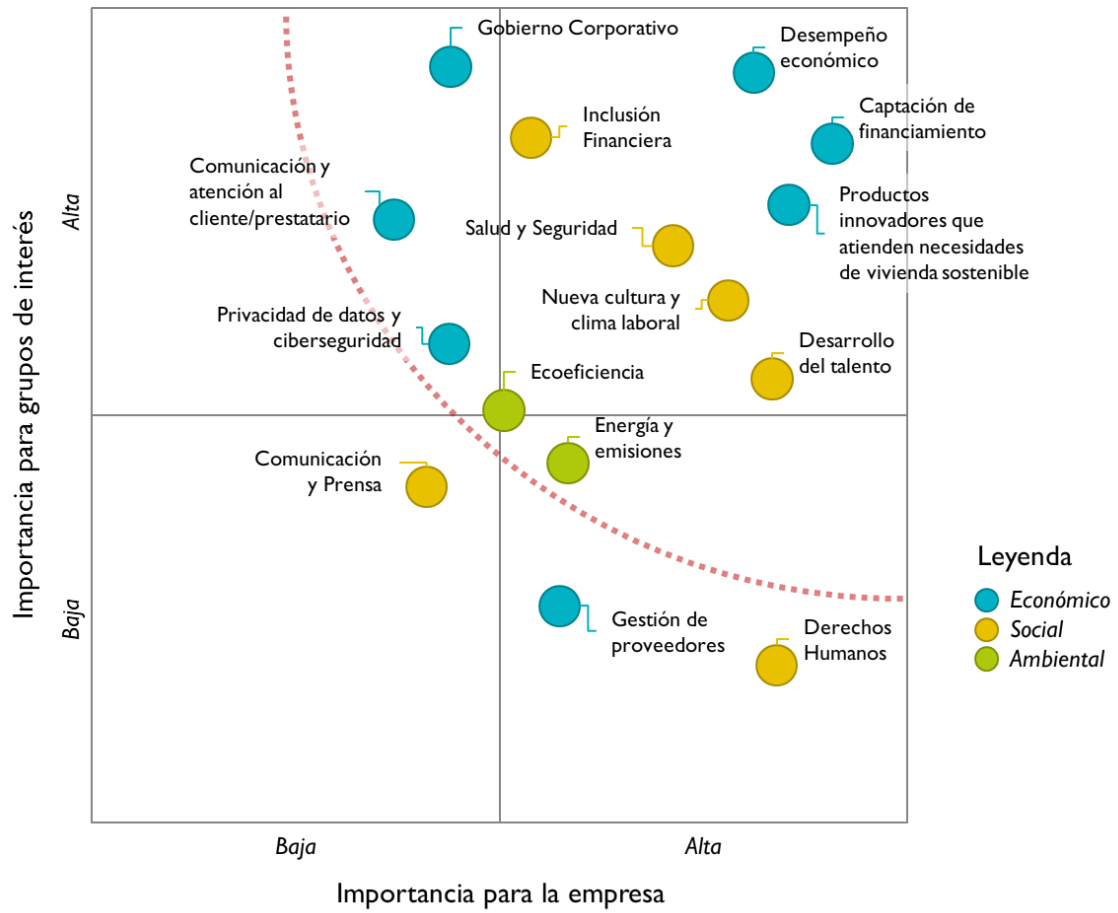 Gobierno Corporativo
Desempeño
económico
Inclusión
Financiera
Captación de
financiamiento
Comunicación y
atención al
cliente/prestatario
Productos
innovadores que
atienden necesidades
de vivienda sostenible
Salud y Seguridad
Nueva cultura y
clima laboral
Privacidad de datos y
ciberseguridad
Desarrollo
del talento
Ecoeficiencia
Energía y
emisiones
Comunicación
y Prensa
Gestión de
proveedores
Derechos
Humanos
Importancia para grupos de interés
Alta
Baja
Baja
Alta
Importancia para la empresa
Leyenda
Económico
Social
Ambiental